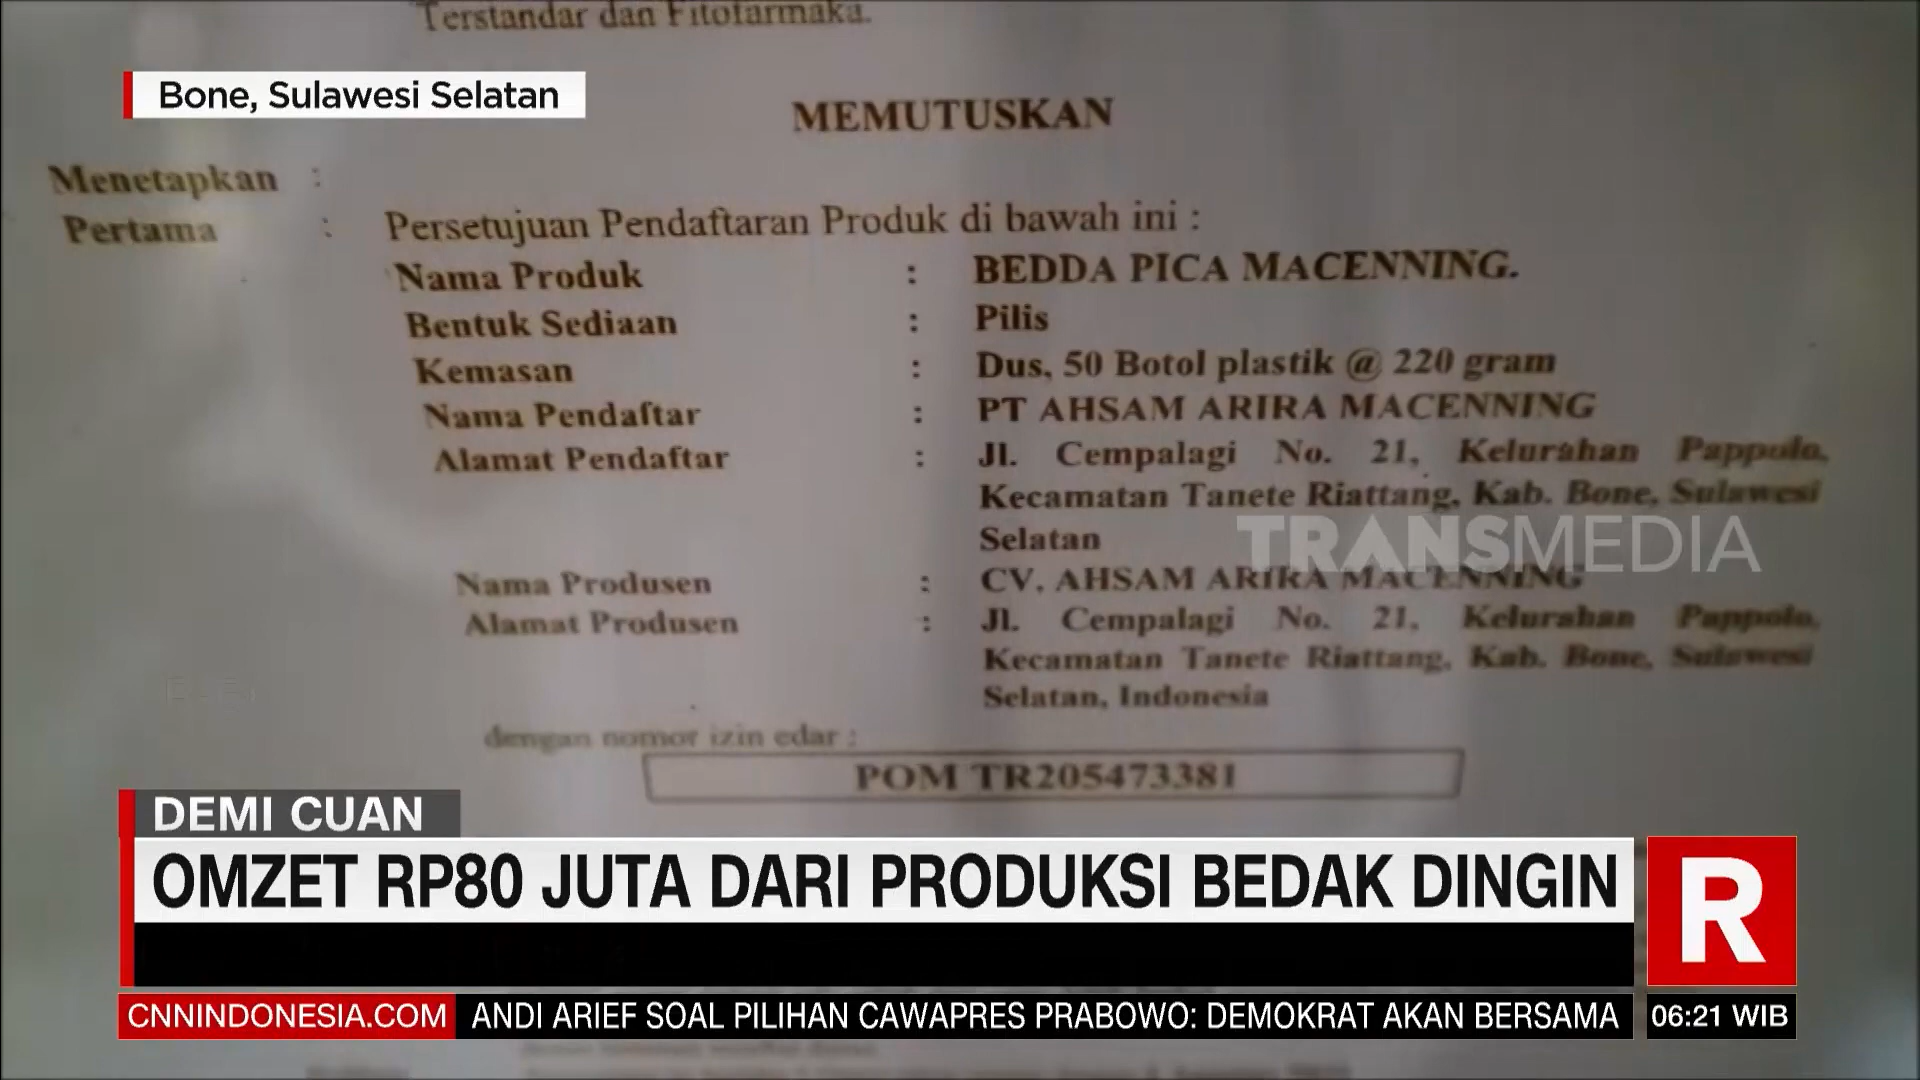 Terstandar dan Fitofarmaka.
Bone, Sulawesi Selatan
MEMUTUSKAN
Menetapkan :
Pertama : Persetujuan Pendaftaran Produk di bawah ini :
Nama Produk : BEDDA PICA MACENNING.
Bentuk Sediaan : Pilis
Kemasan : Dus, 50 Botol plastik @ 220 gram
Nama Pendaftar : PT AHSAM ARIRA MACENNING
Alamat Pendaftar : Jl. Cempalagi No. 21, Kelurahan Pappolo,
Kecamatan Tanete Riattang, Kab. Bone, Sulawesi
Selatan
TRANSMEDIA
Nama Produsen : CV. AHSAM ARIRA MACENNING
Alamat Produsen : Jl. Cempalagi No. 21, Kelurahan Pappolo,
Kecamatan Tanete Riattang, Kab. Bone, Sulawesi
Selatan, Indonesia
dengan nomor izin edar :
POM TR205473381
DEMI CUAN
OMZET RP80 JUTA DARI PRODUKSI BEDAK DINGIN
R
CNNINDONESIA.COM ANDI ARIEF SOAL PILIHAN CAWAPRES PRABOWO: DEMOKRAT AKAN BERSAMA 06:21 WIB